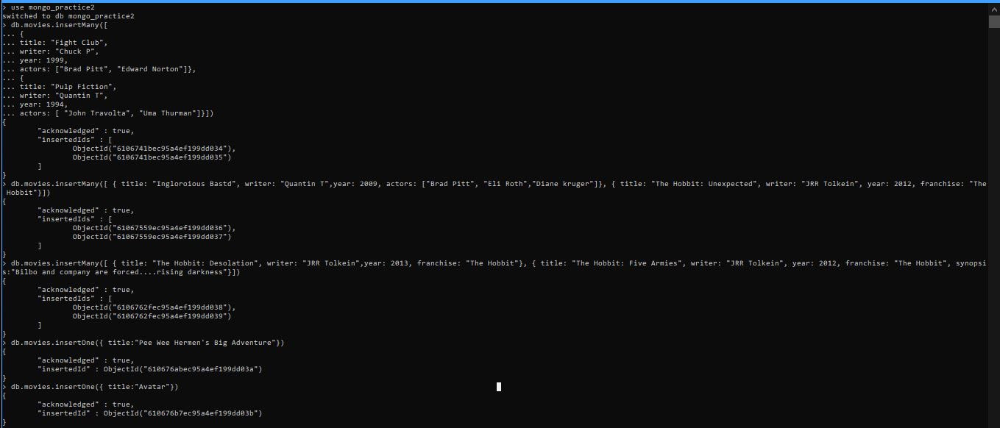 > use mongo_practice2
switched to db mongo_practice2
> db.movies.insertMany([
... {
... title: "Fight Club",
... writer: "Chuck P",
... year: 1999,
... actors: ["Brad Pitt", "Edward Norton"]},
... {
... title: "Pulp Fiction",
... writer: "Quantin T",
... year: 1994,
... actors: [ "John Travolta", "Uma Thurman"]}])
{
        "acknowledged" : true,
        "insertedIds" : [
                ObjectId("6106741bec95a4ef199dd034"),
                ObjectId("6106741bec95a4ef199dd035")
        ]
}
> db.movies.insertMany([ { title: "Ingloroious Bastd", writer: "Quantin T",year: 2009, actors: ["Brad Pitt", "Eli Roth","Diane kruger"]}, { title: "The Hobbit: Unexpected", writer: "JRR Tolkein", year: 2012, franchise: "The
 Hobbit"}])
{
        "acknowledged" : true,
        "insertedIds" : [
                ObjectId("61067559ec95a4ef199dd036"),
                ObjectId("61067559ec95a4ef199dd037")
        ]
}
> db.movies.insertMany([ { title: "The Hobbit: Desolation", writer: "JRR Tolkein",year: 2013, franchise: "The Hobbit"}, { title: "The Hobbit: Five Armies", writer: "JRR Tolkein", year: 2012, franchise: "The Hobbit", synopsi
s:"Bilbo and company are forced....rising darkness"}])
{
        "acknowledged" : true,
        "insertedIds" : [
                ObjectId("6106762fec95a4ef199dd038"),
                ObjectId("6106762fec95a4ef199dd039")
        ]
}
> db.movies.insertOne({ title:"Pee Wee Hermen's Big Adventure"})
{
        "acknowledged" : true,
        "insertedId" : ObjectId("610676abec95a4ef199dd03a")
}
> db.movies.insertOne({ title:"Avatar"})
{
        "acknowledged" : true,
        "insertedId" : ObjectId("610676b7ec95a4ef199dd03b")
}